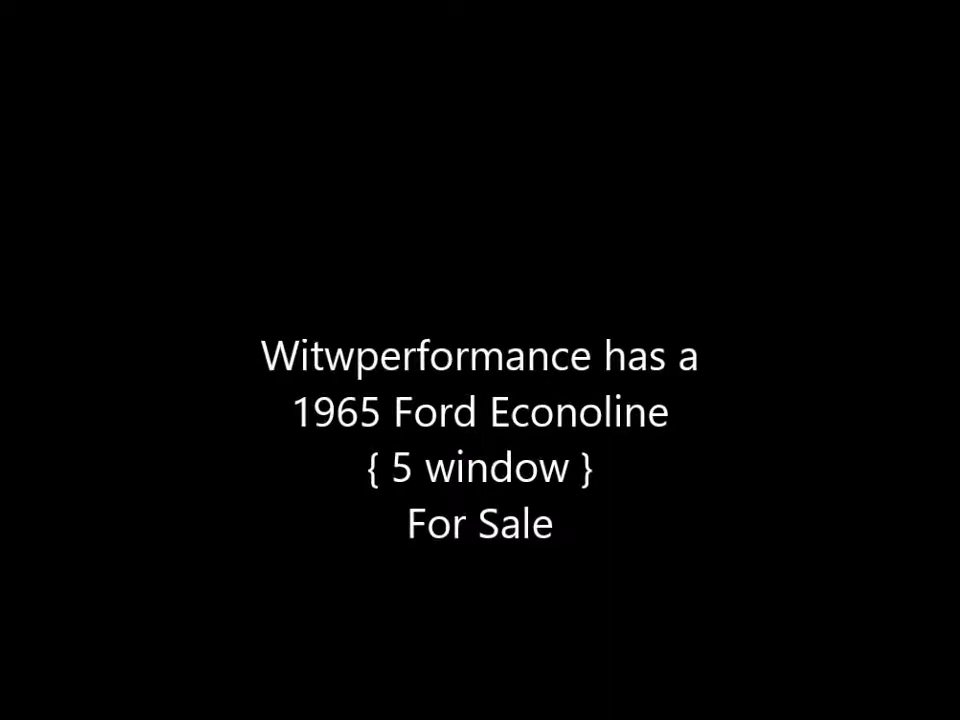 Witwperformance has a
1965 Ford Econoline
{ 5 window }
For Sale